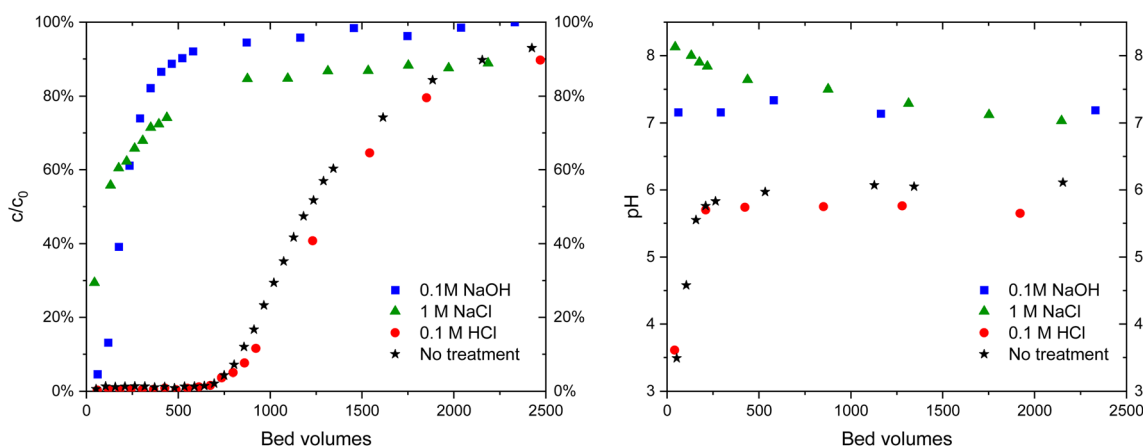 100%
80%
60%
40%
20%
0%
c/c₀
100%
80%
60%
40%
20%
0%
0 500 1000 1500 2000 2500
Bed volumes
0.1M NaOH
1 M NaCl
0.1 M HCl
No treatment
8
7
6
5
4
3
pH
8
7
6
5
4
3
0 500 1000 1500 2000 2500
Bed volumes
0.1M NaOH
1 M NaCl
0.1 M HCl
No treatment